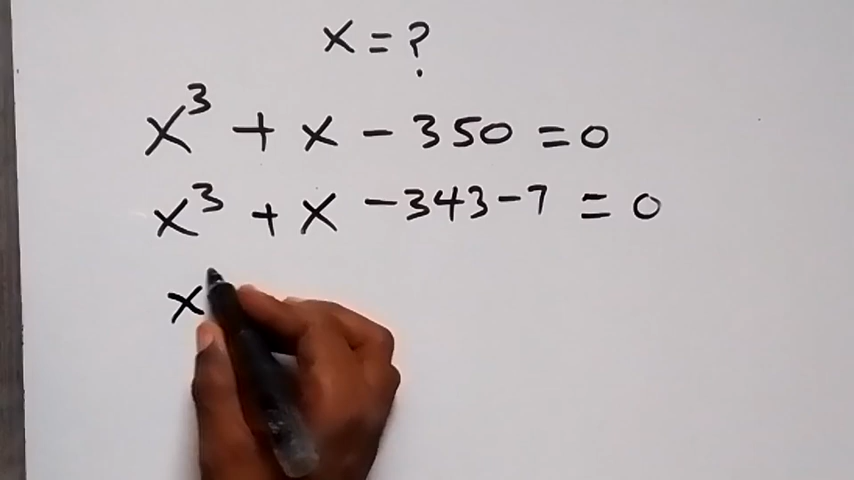 x = ?
x³ + x - 350 = 0
x³ + x - 343 - 7 = 0
x